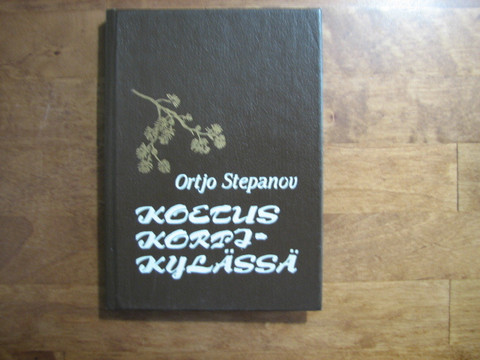 Ortjo Stepanov
KOETUS
KORPI-
KYLÄSSÄ